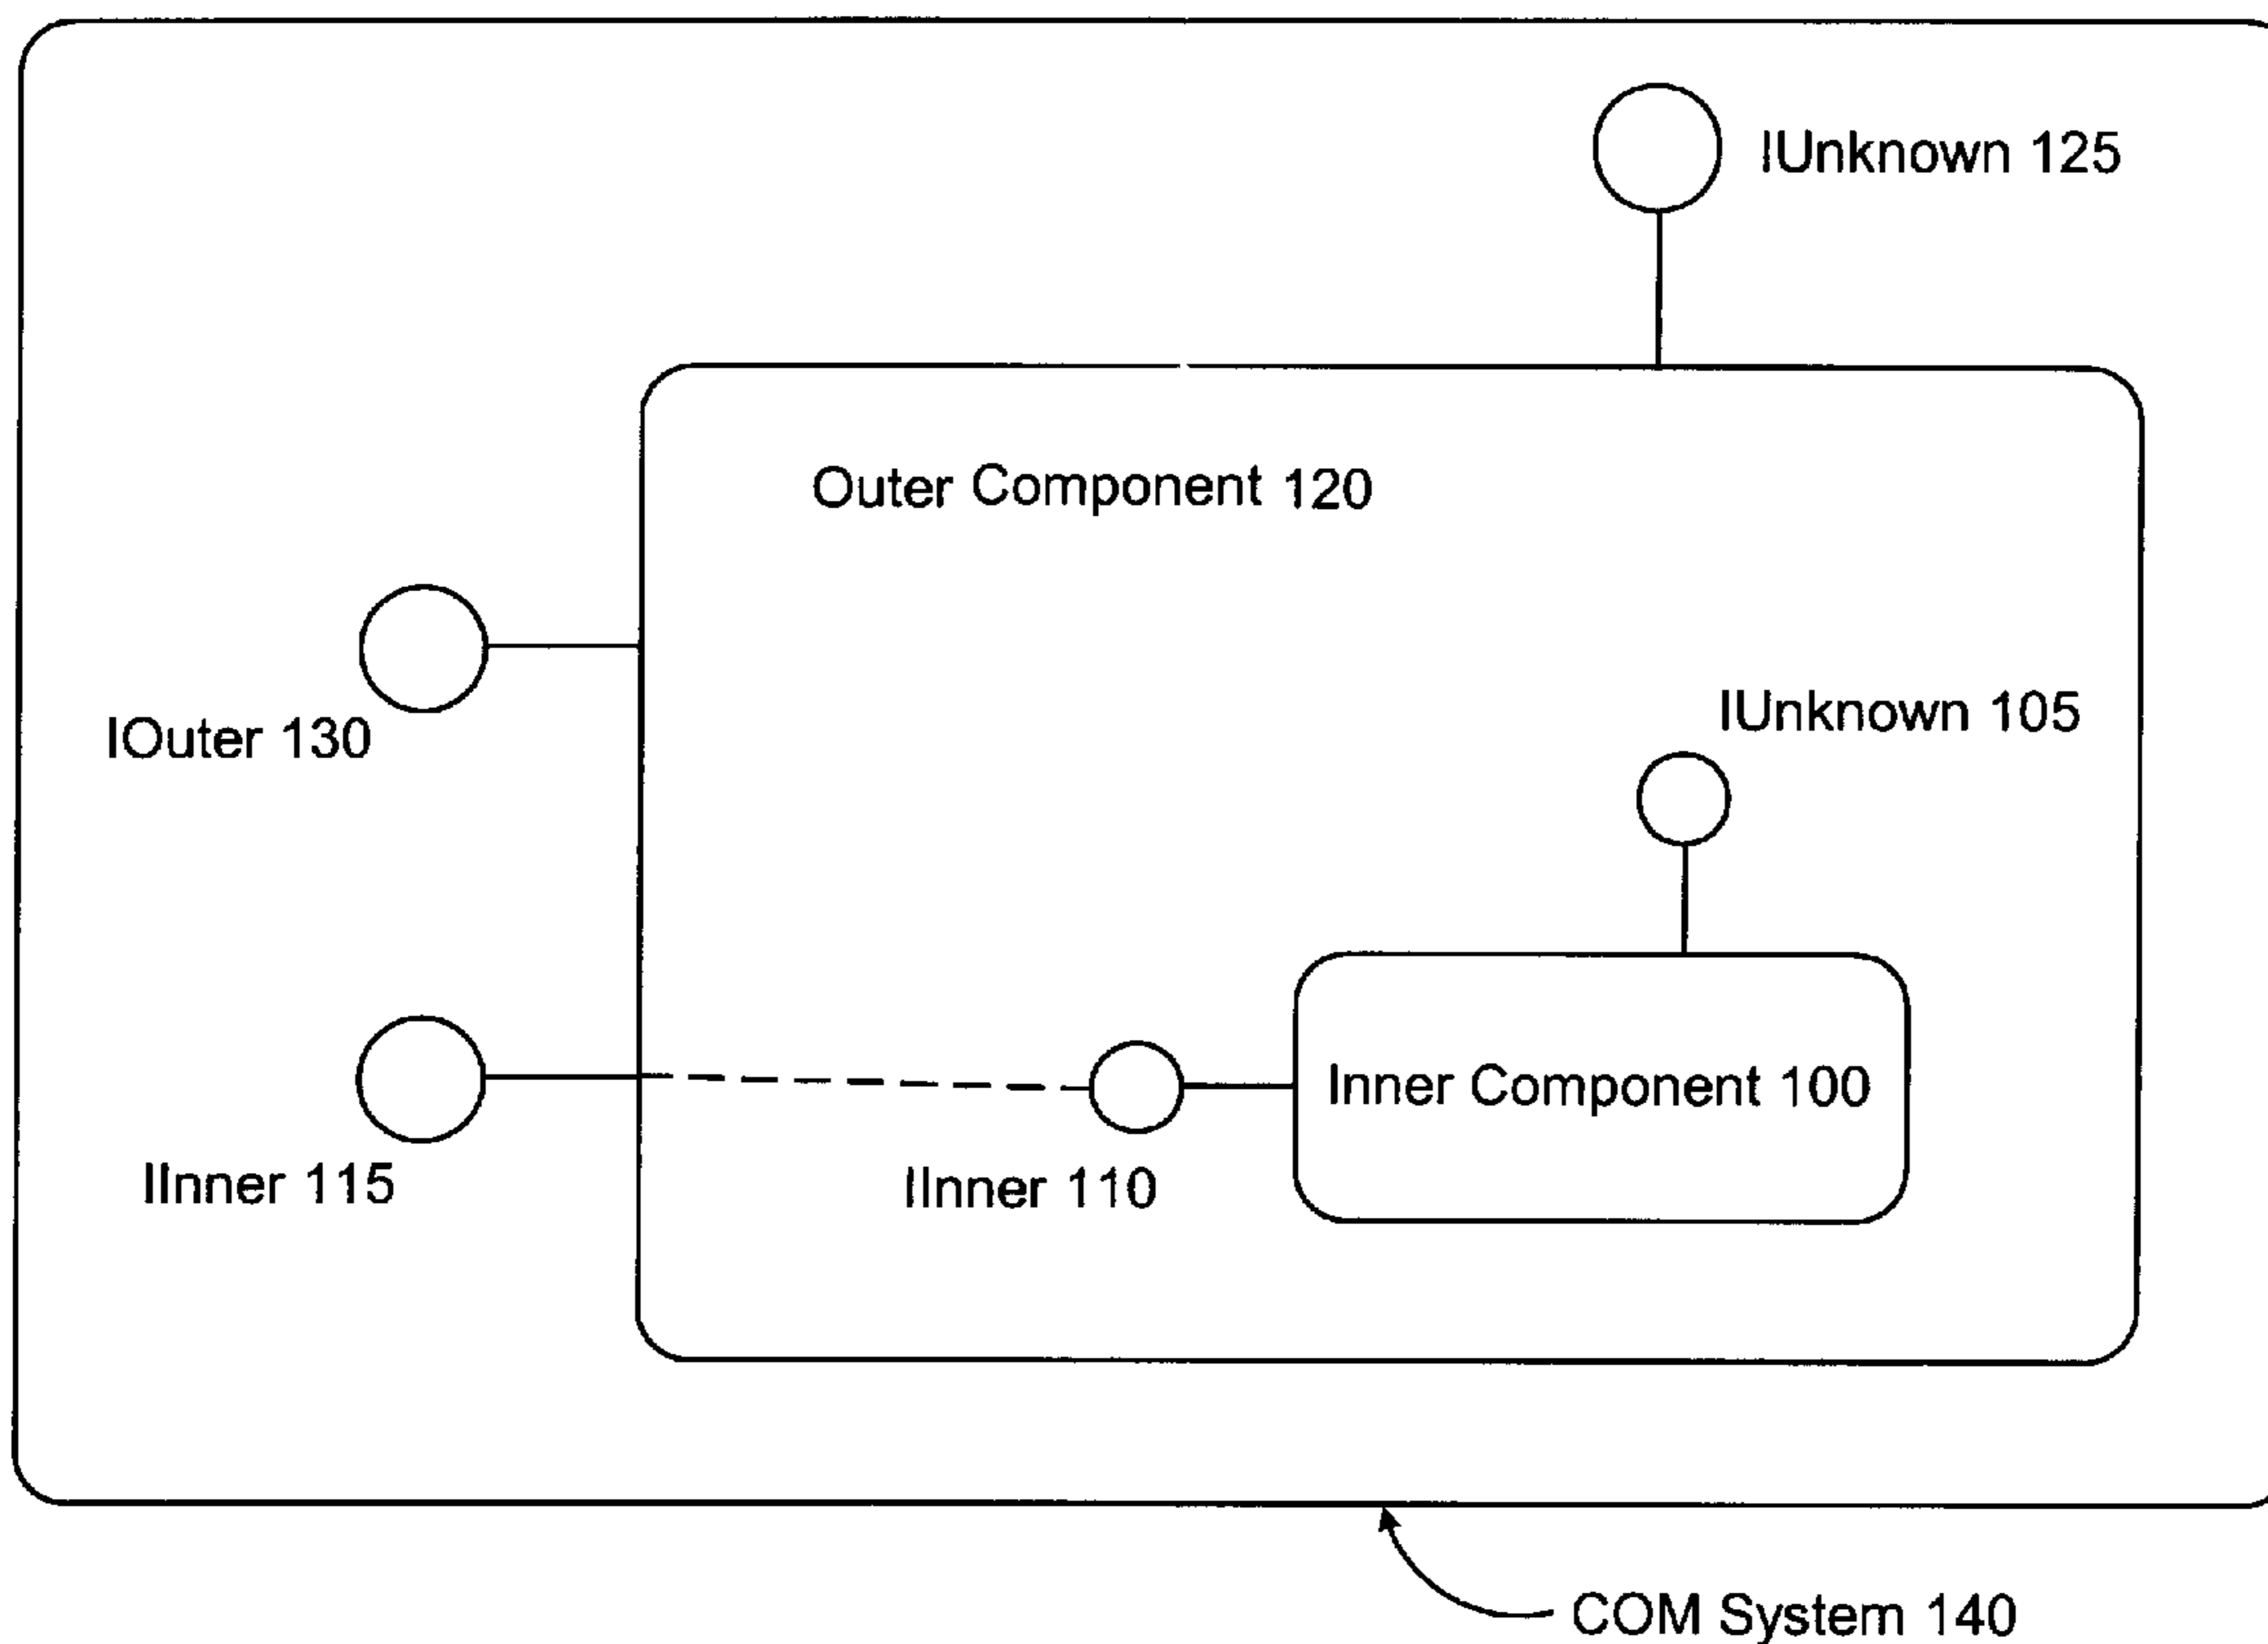 IUnknown 125
Outer Component 120
IOuter 130
IUnknown 105
Inner Component 100
IInner 115
IInner 110
COM System 140